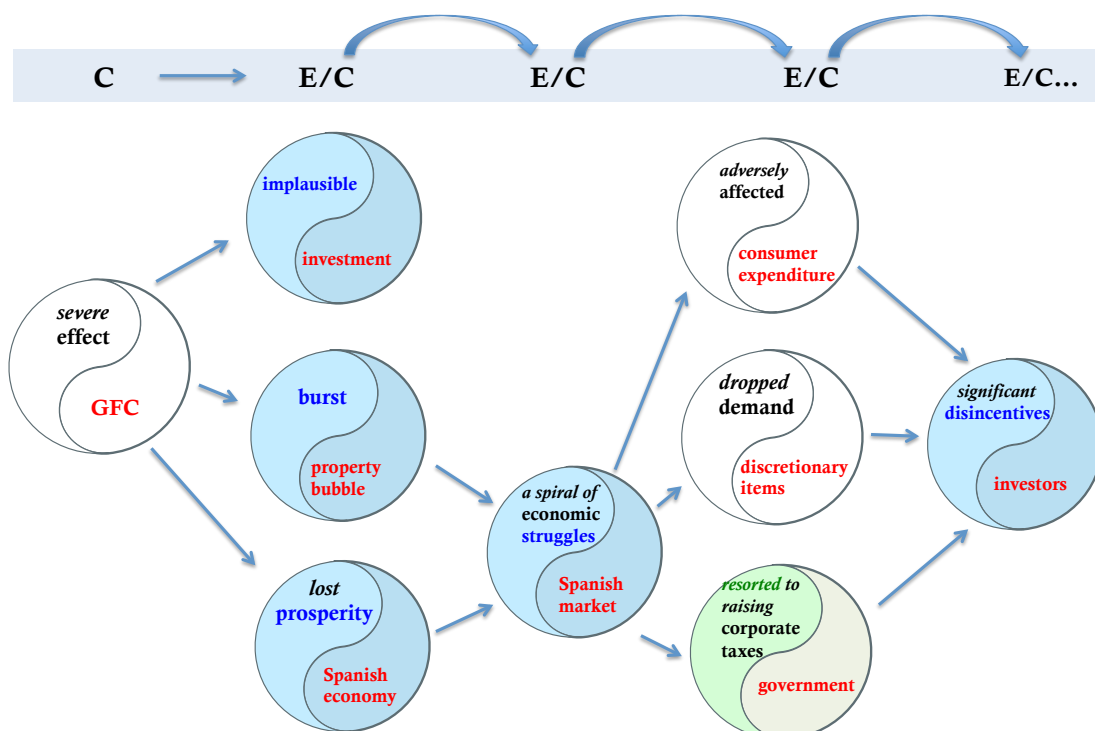 C E/C E/C E/C E/C...
implausible
investment
severe
effect
GFC
burst
property
bubble
lost
prosperity
Spanish
economy
a spiral of
economic
struggles
Spanish
market
adversely
affected
consumer
expenditure
dropped
demand
discretionary
items
resorted to
raising
corporate
taxes
government
significant
disincentives
investors